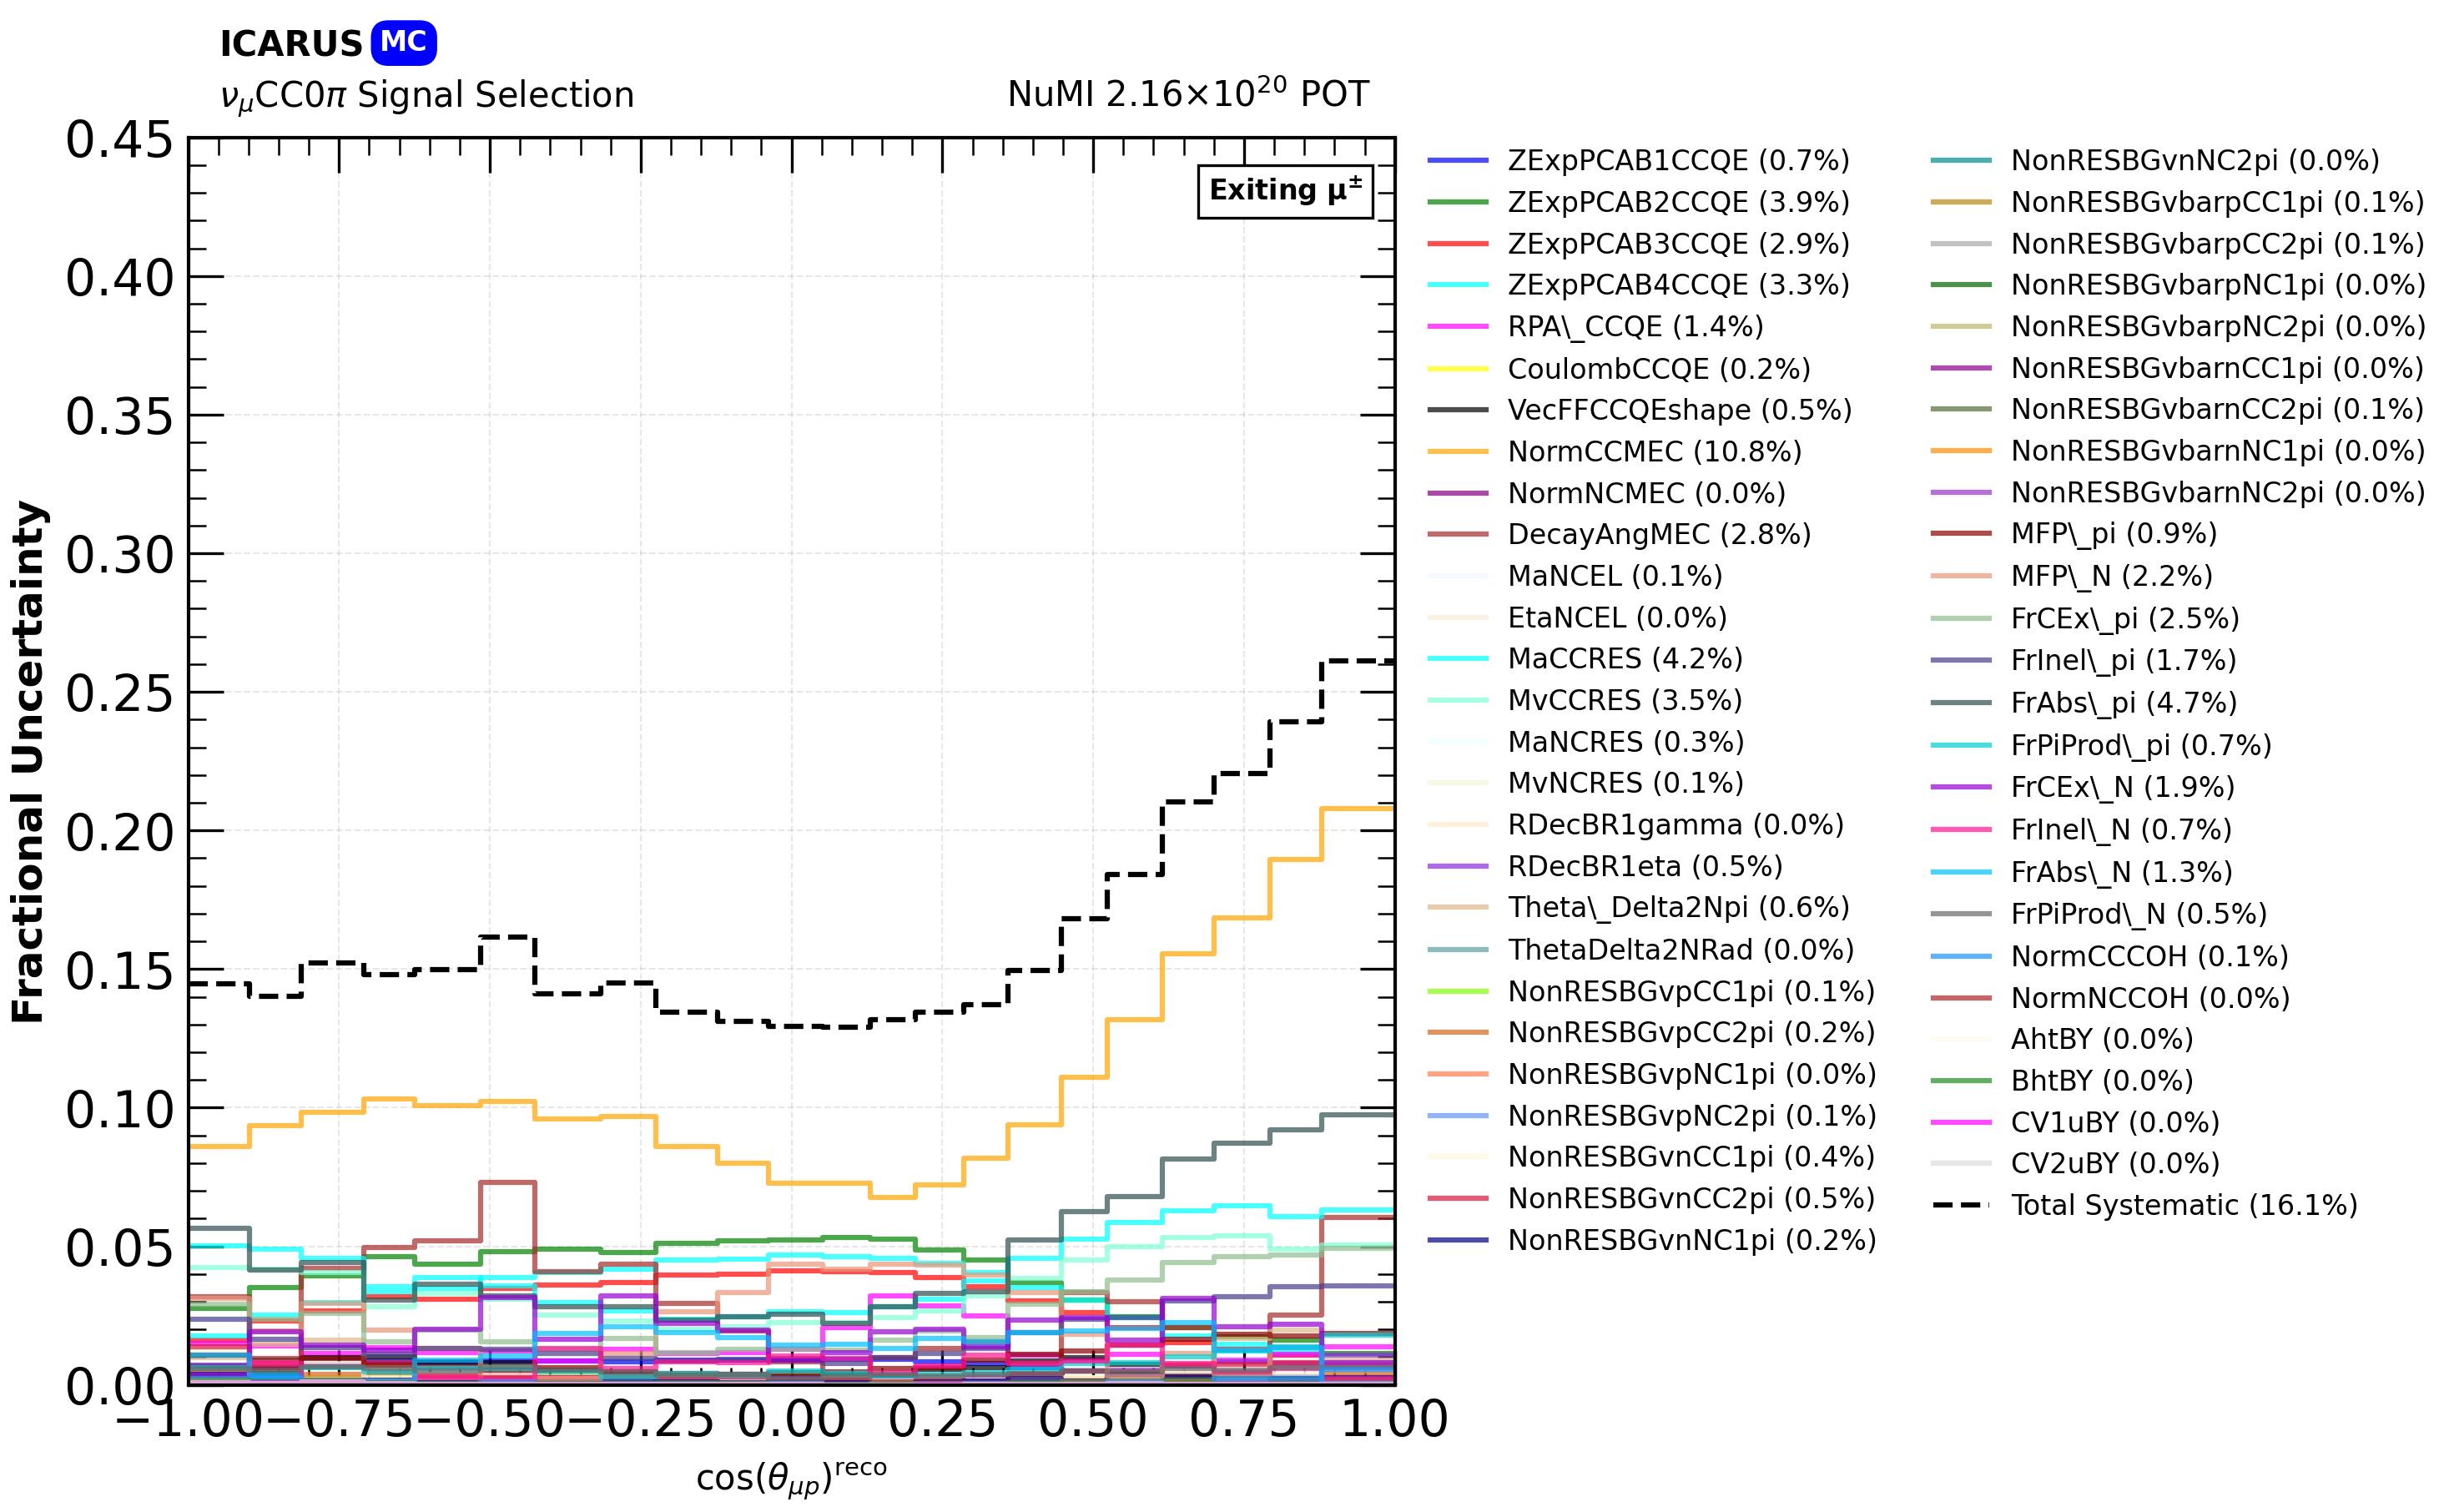 ICARUS MC
νμCC0π Signal Selection
NuMI 2.16×10²⁰ POT
Exiting μ±
Fractional Uncertainty
0.45
0.40
0.35
0.30
0.25
0.20
0.15
0.10
0.05
0.00
−1.00
−0.75
−0.50
−0.25
0.00
0.25
0.50
0.75
1.00
cos(θμp)reco
ZExpPCAB1CCQE (0.7%)
ZExpPCAB2CCQE (3.9%)
ZExpPCAB3CCQE (2.9%)
ZExpPCAB4CCQE (3.3%)
RPA\_CCQE (1.4%)
CoulombCCQE (0.2%)
VecFFCCQEshape (0.5%)
NormCCMEC (10.8%)
NormNCMEC (0.0%)
DecayAngMEC (2.8%)
MaNCEL (0.1%)
EtaNCEL (0.0%)
MaCCRES (4.2%)
MvCCRES (3.5%)
MaNCRES (0.3%)
MvNCRES (0.1%)
RDecBR1gamma (0.0%)
RDecBR1eta (0.5%)
Theta\_Delta2Npi (0.6%)
ThetaDelta2NRad (0.0%)
NonRESBGvpCC1pi (0.1%)
NonRESBGvpCC2pi (0.2%)
NonRESBGvpNC1pi (0.0%)
NonRESBGvpNC2pi (0.1%)
NonRESBGvnCC1pi (0.4%)
NonRESBGvnCC2pi (0.5%)
NonRESBGvnNC1pi (0.2%)
NonRESBGvnNC2pi (0.0%)
NonRESBGvbarpCC1pi (0.1%)
NonRESBGvbarpCC2pi (0.1%)
NonRESBGvbarpNC1pi (0.0%)
NonRESBGvbarpNC2pi (0.0%)
NonRESBGvbarnCC1pi (0.0%)
NonRESBGvbarnCC2pi (0.1%)
NonRESBGvbarnNC1pi (0.0%)
NonRESBGvbarnNC2pi (0.0%)
MFP\_pi (0.9%)
MFP\_N (2.2%)
FrCEx\_pi (2.5%)
FrInel\_pi (1.7%)
FrAbs\_pi (4.7%)
FrPiProd\_pi (0.7%)
FrCEx\_N (1.9%)
FrInel\_N (0.7%)
FrAbs\_N (1.3%)
FrPiProd\_N (0.5%)
NormCCCOH (0.1%)
NormNCCOH (0.0%)
AhtBY (0.0%)
BhtBY (0.0%)
CV1uBY (0.0%)
CV2uBY (0.0%)
Total Systematic (16.1%)